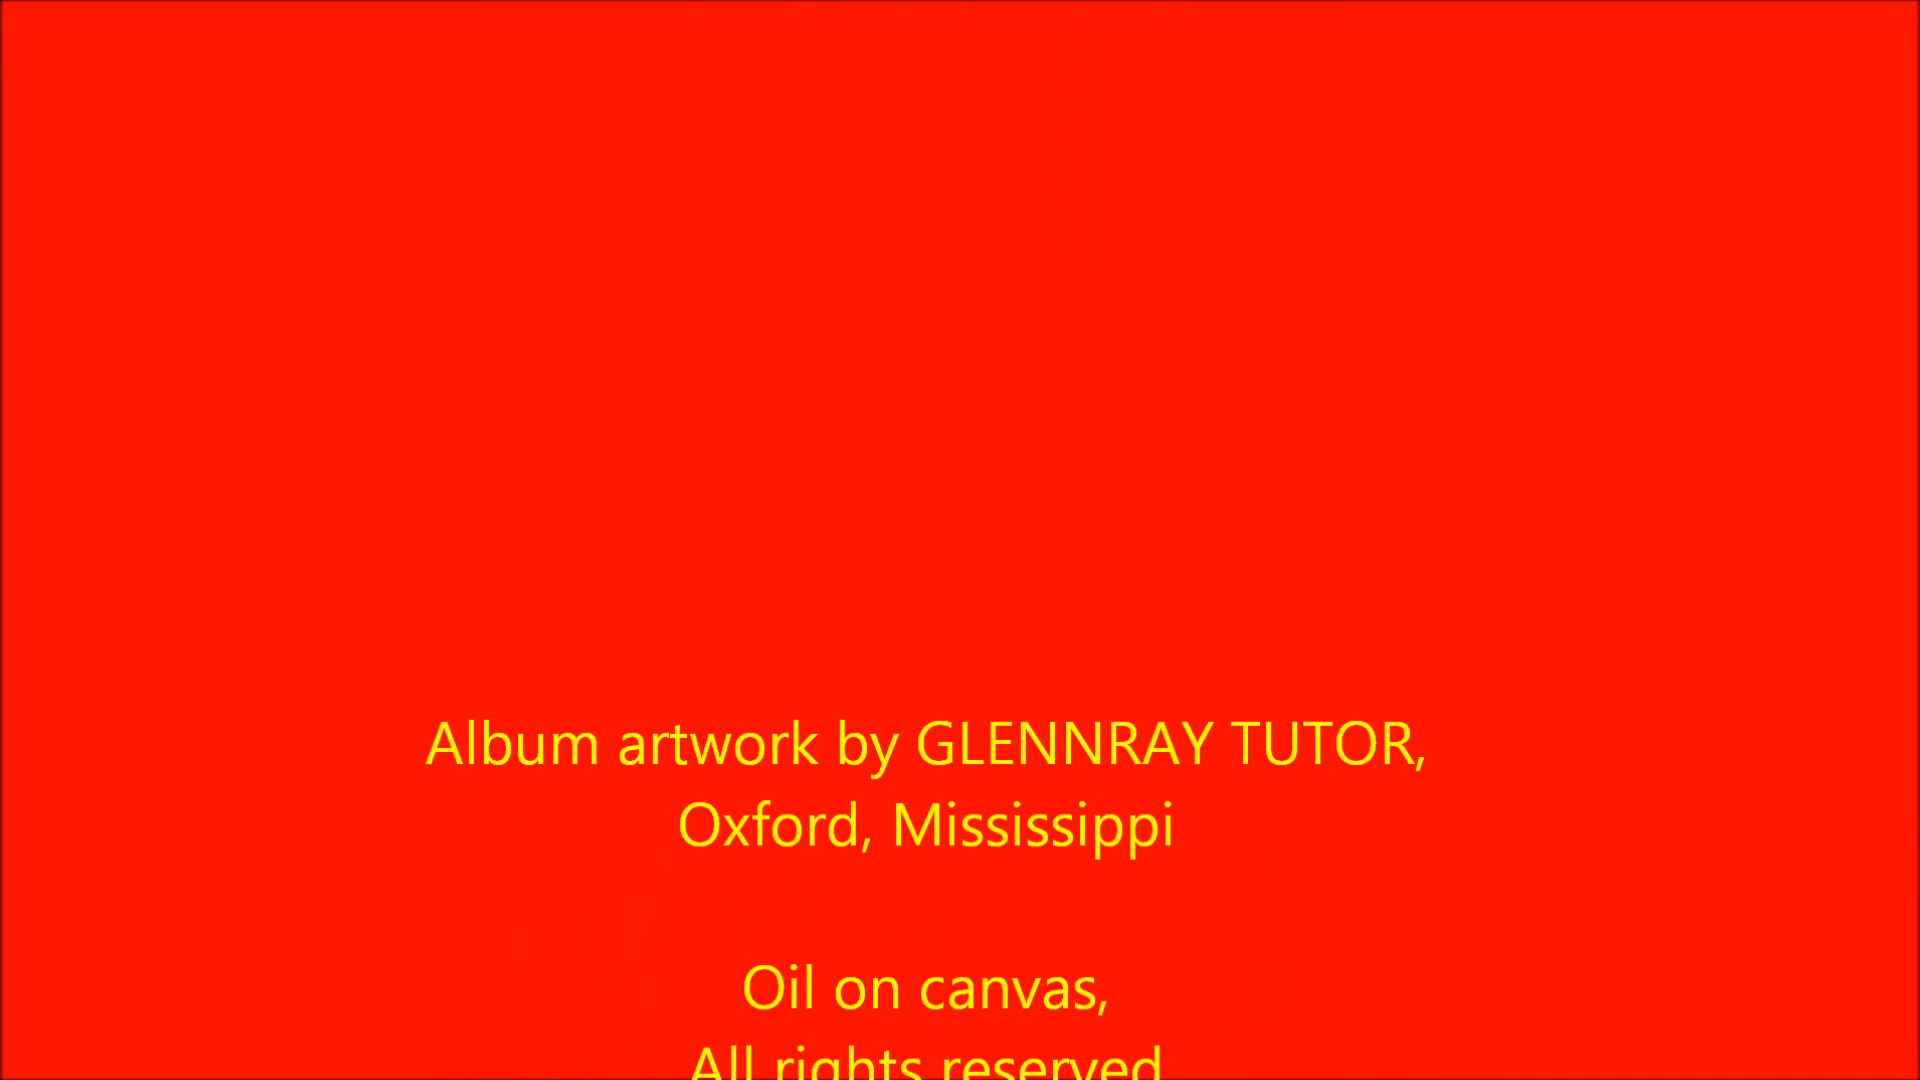 Album artwork by GLENNRAY TUTOR,
Oxford, Mississippi
Oil on canvas,
All rights reserved